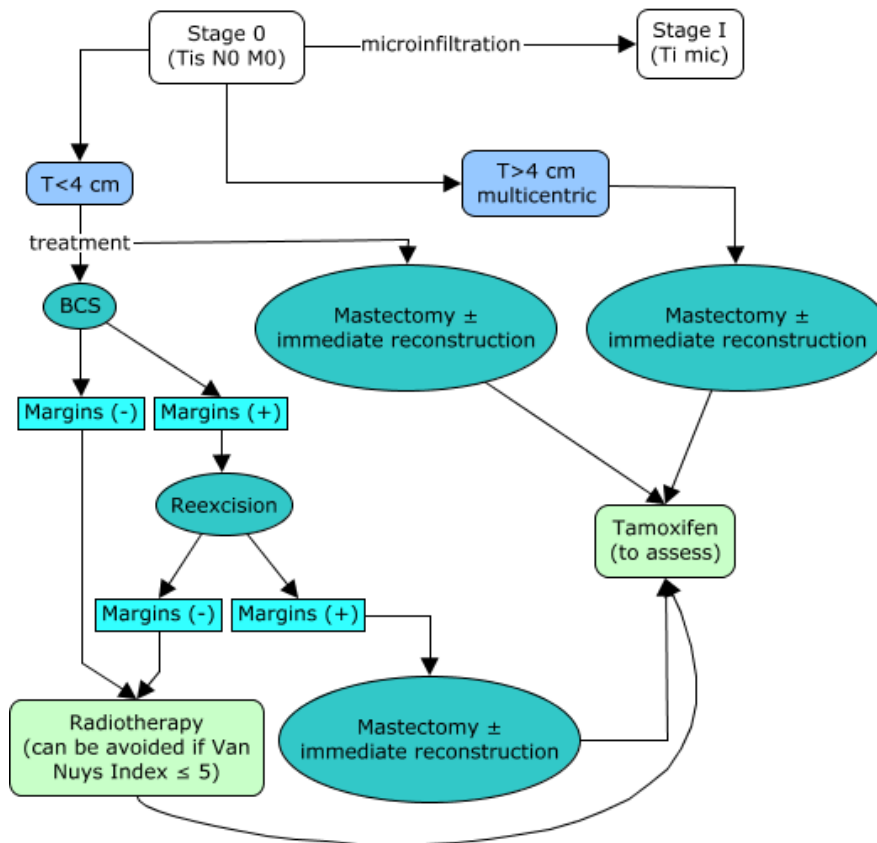 Stage 0
(Tis N0 M0)
microinfiltration
Stage I
(Ti mic)
T<4 cm
T>4 cm
multicentric
treatment
BCS
Mastectomy ±
immediate reconstruction
Mastectomy ±
immediate reconstruction
Margins (-)
Margins (+)
Reexcision
Tamoxifen
(to assess)
Margins (-)
Margins (+)
Radiotherapy
(can be avoided if Van
Nuys Index ≤ 5)
Mastectomy ±
immediate reconstruction